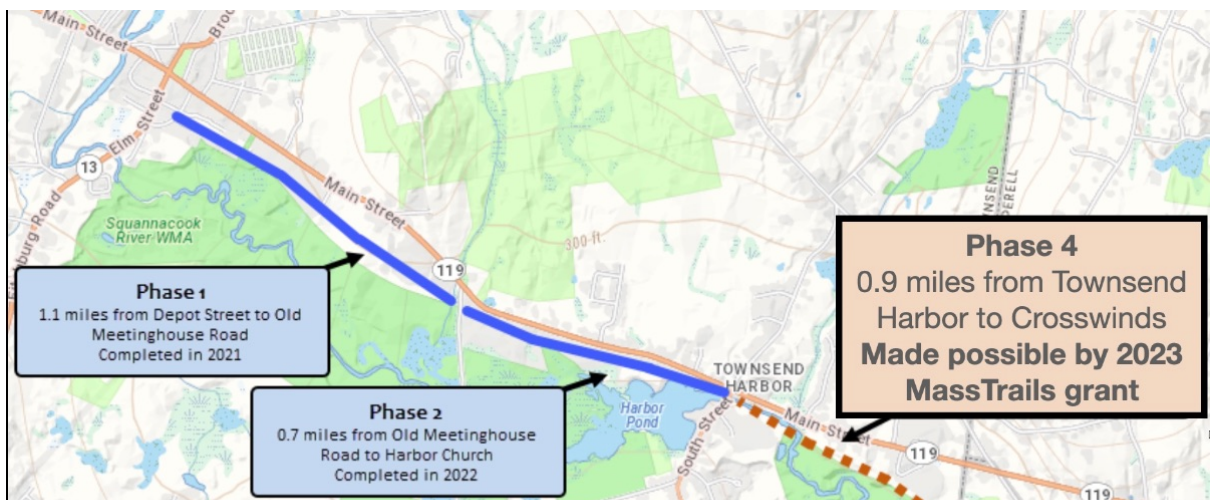 Main Street
Elm Street
13
Squannacook
River WMA
Main Street
300 ft.
119
Phase 1
1.1 miles from Depot Street to Old
Meetinghouse Road
Completed in 2021
Phase 2
0.7 miles from Old Meetinghouse
Road to Harbor Church
Completed in 2022
TOWNSEND
HARBOR
Harbor
Pond
South Street
Main Street
119
119
Phase 4
0.9 miles from Townsend
Harbor to Crosswinds
Made possible by 2023
MassTrails grant